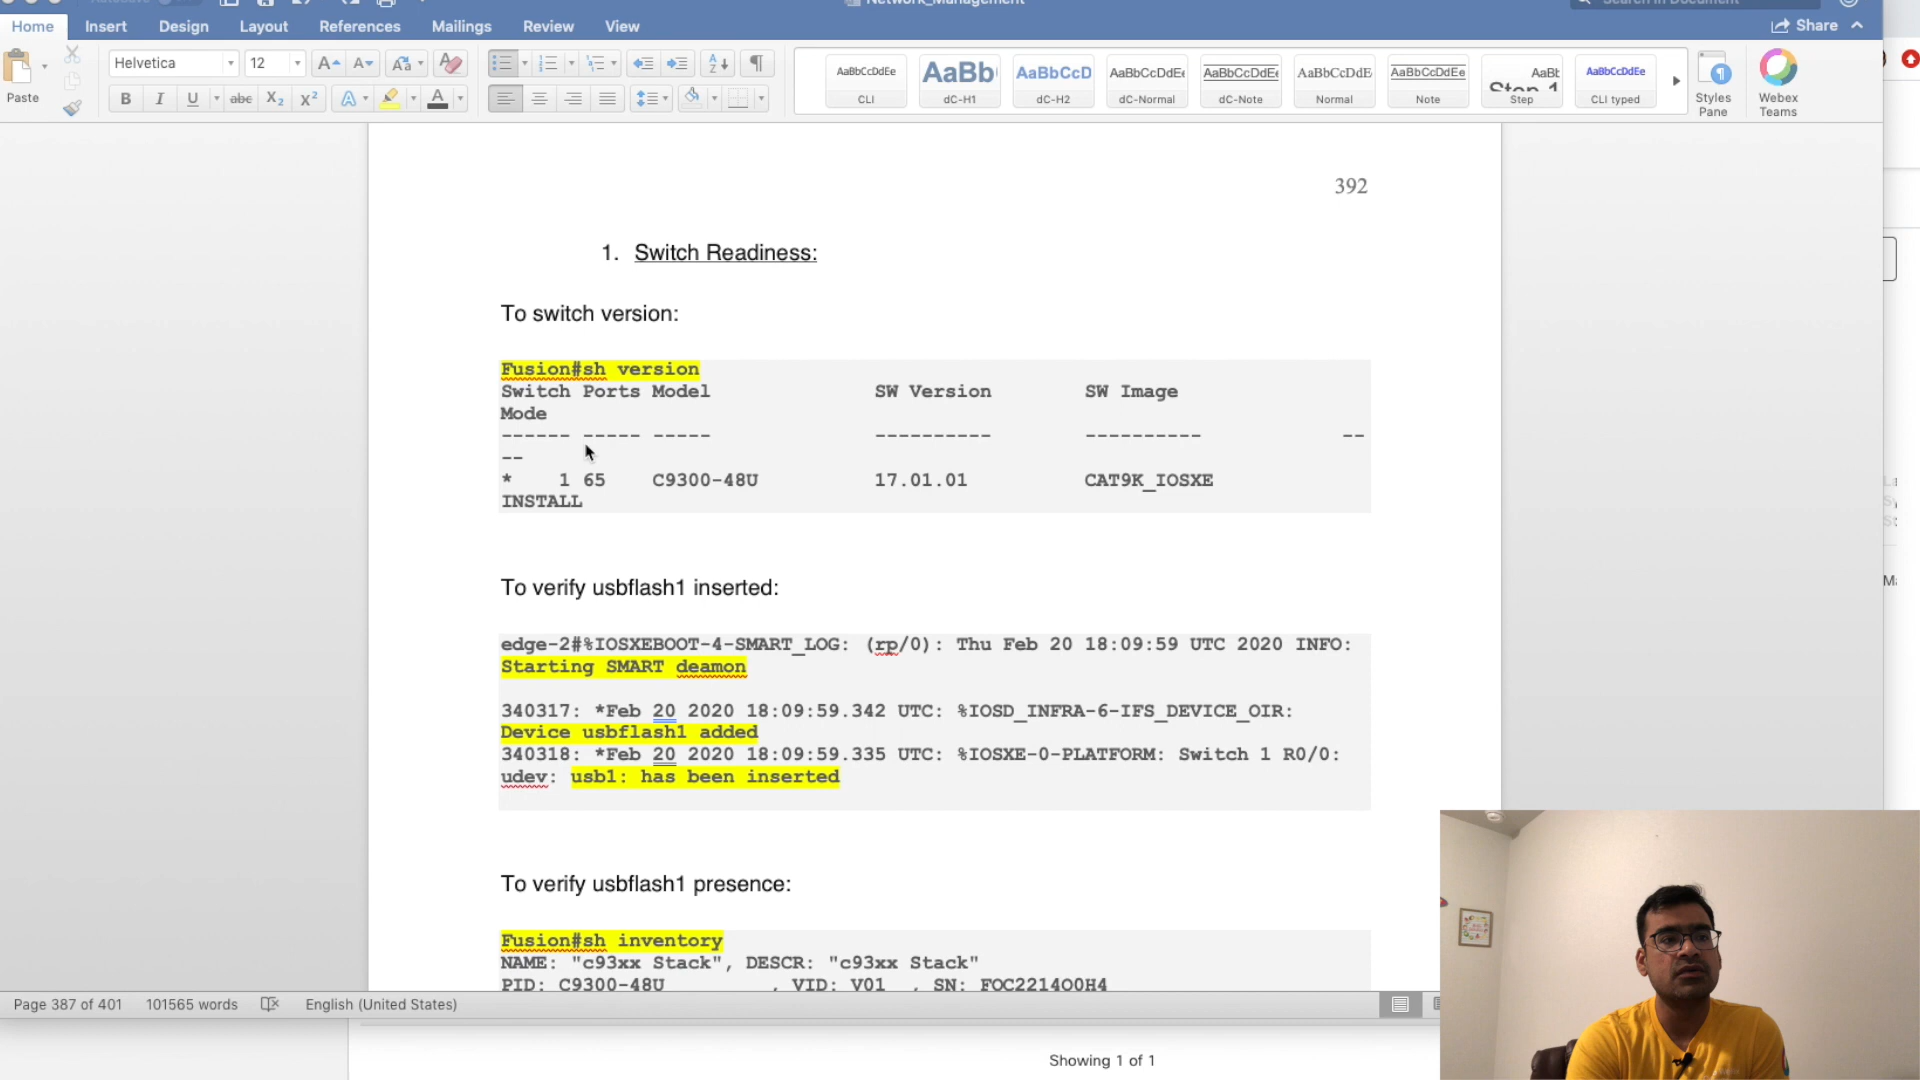 Network_Management
Search in Document
Home Insert Design Layout References Mailings Review View Share
Paste
Helvetica 12
AaBbCcDdEe CLI
AaBb dC-H1
AaBbCcD dC-H2
AaBbCcDdEe dC-Normal
AaBbCcDdEe dC-Note
AaBbCcDdE Normal
AaBbCcDdEe Note
AaBb Step 1 Step
AaBbCcDdEe CLI typed
Styles Pane
Webex Teams
392
1. Switch Readiness:
To switch version:
Fusion#sh version
Switch Ports Model SW Version SW Image
Mode
------ ----- ----- ---------- ---------- --
--
* 1 65 C9300-48U 17.01.01 CAT9K_IOSXE
INSTALL
To verify usbflash1 inserted:
edge-2#%IOSXEBOOT-4-SMART_LOG: (rp/0): Thu Feb 20 18:09:59 UTC 2020 INFO:
Starting SMART deamon
340317: *Feb 20 2020 18:09:59.342 UTC: %IOSD_INFRA-6-IFS_DEVICE_OIR:
Device usbflash1 added
340318: *Feb 20 2020 18:09:59.335 UTC: %IOSXE-0-PLATFORM: Switch 1 R0/0:
udev: usb1: has been inserted
To verify usbflash1 presence:
Fusion#sh inventory
NAME: "c93xx Stack", DESCR: "c93xx Stack"
PID: C9300-48U , VID: V01 , SN: FOC2214O0H4
Page 387 of 401 101565 words English (United States)
Showing 1 of 1